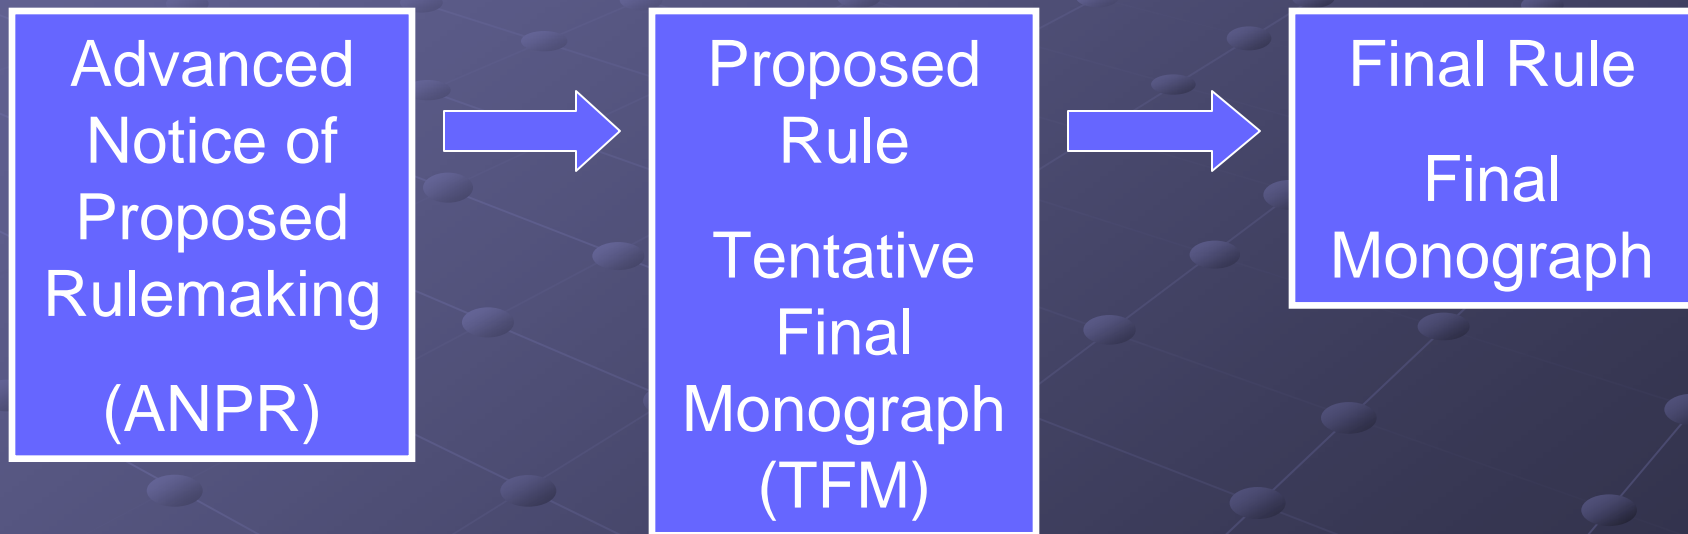 Advanced
Notice of
Proposed
Rulemaking
(ANPR)
Proposed
Rule
Tentative
Final
Monograph
(TFM)
Final Rule
Final
Monograph